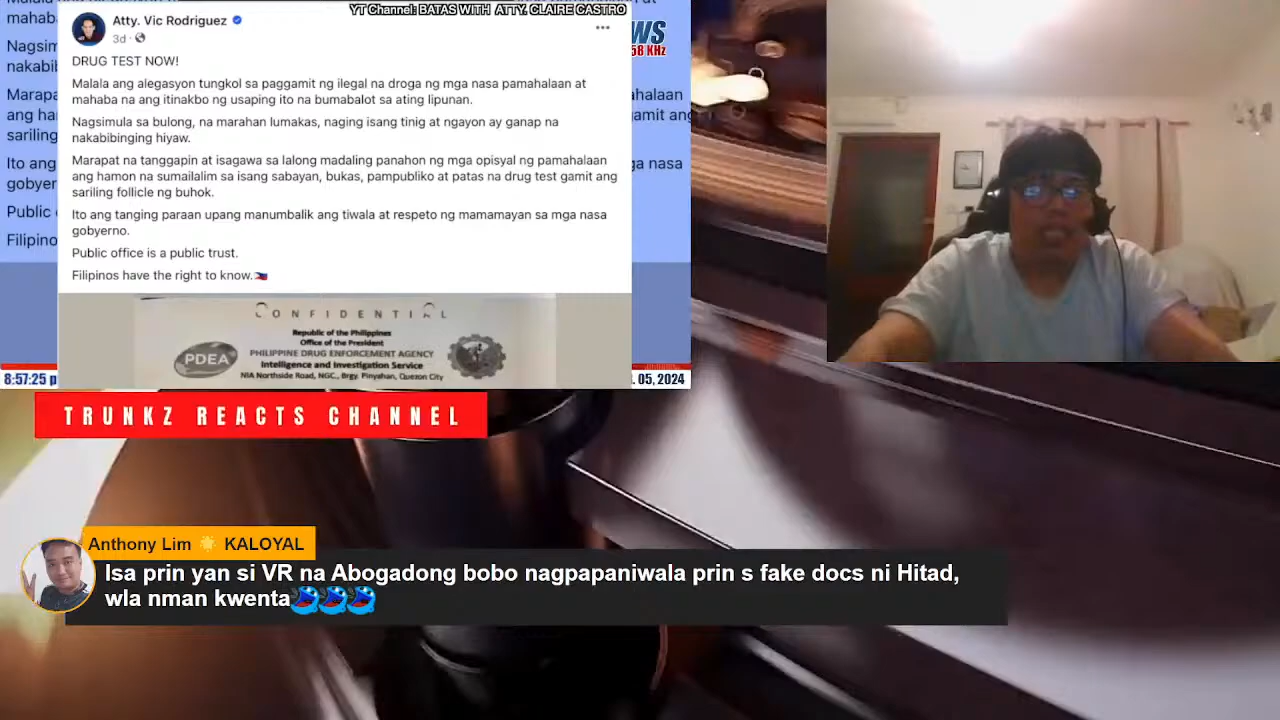 YT Channel: BATAS WITH ATTY. CLAIRE CASTRO
Atty. Vic Rodriguez
3d
DRUG TEST NOW!
Malala ang alegasyon tungkol sa paggamit ng ilegal na droga ng mga nasa pamahalaan at
mahaba na ang itinakbo ng usaping ito na bumabalot sa ating lipunan.
Nagsimula sa bulong, na marahan lumakas, naging isang tinig at ngayon ay ganap na
nakabibinging hiyaw.
Marapat na tanggapin at isagawa sa lalong madaling panahon ng mga opisyal ng pamahalaan
ang hamon na sumailalim sa isang sabayan, bukas, pampubliko at patas na drug test gamit ang
sariling follicle ng buhok.
Ito ang tanging paraan upang manumbalik ang tiwala at respeto ng mamamayan sa mga nasa
gobyerno.
Public office is a public trust.
Filipinos have the right to know.🇵🇭
CONFIDENTIAL
Republic of the Philippines
Office of the President
PDEA
PHILIPPINE DRUG ENFORCEMENT AGENCY
Intelligence and Investigation Service
NIA Northside Road, NGC., Brgy. Pinyahan, Quezon City
8:57:25 p
. 05, 2024
TRUNKZ REACTS CHANNEL
Anthony Lim ☀️ KALOYAL
Isa prin yan si VR na Abogadong bobo nagpapaniwala prin s fake docs ni Hitad,
wla nman kwenta